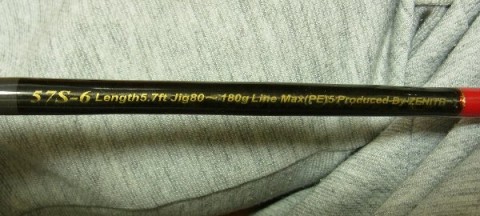 57S-6 Length5.7ft Jig80〜180g Line Max(PE)5 Produced By ZENITH